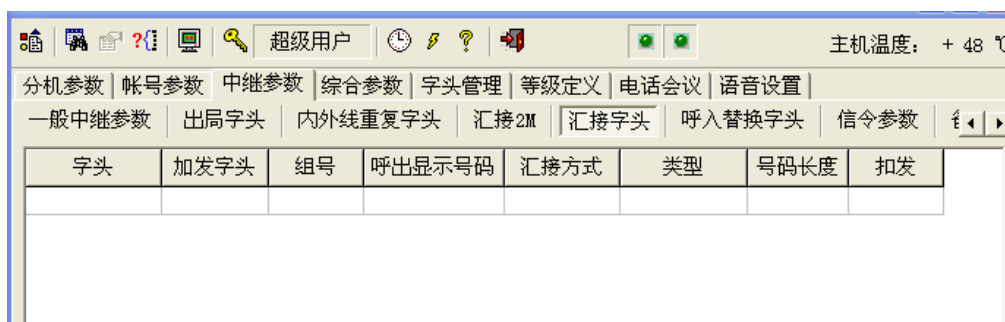 超级用户 主机温度： + 48 ℃
分机参数 帐号参数 中继参数 综合参数 字头管理 等级定义 电话会议 语音设置
一般中继参数 出局字头 内外线重复字头 汇接2M 汇接字头 呼入替换字头 信令参数
字头 加发字头 组号 呼出显示号码 汇接方式 类型 号码长度 扣发